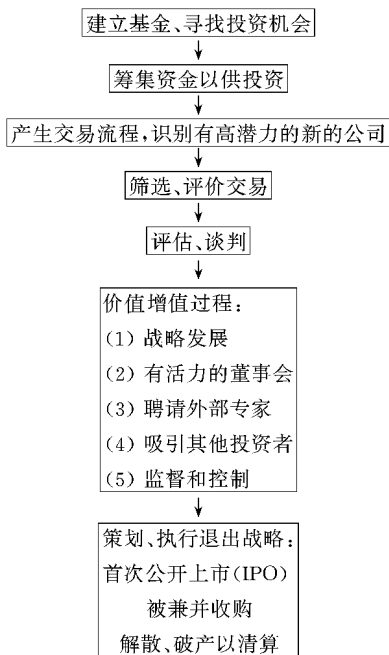 建立基金、寻找投资机会
筹集资金以供投资
产生交易流程,识别有高潜力的新的公司
筛选、评价交易
评估、谈判
价值增值过程:
(1) 战略发展
(2) 有活力的董事会
(3) 聘请外部专家
(4) 吸引其他投资者
(5) 监督和控制
策划、执行退出战略:
首次公开上市(IPO)
被兼并收购
解散、破产以清算